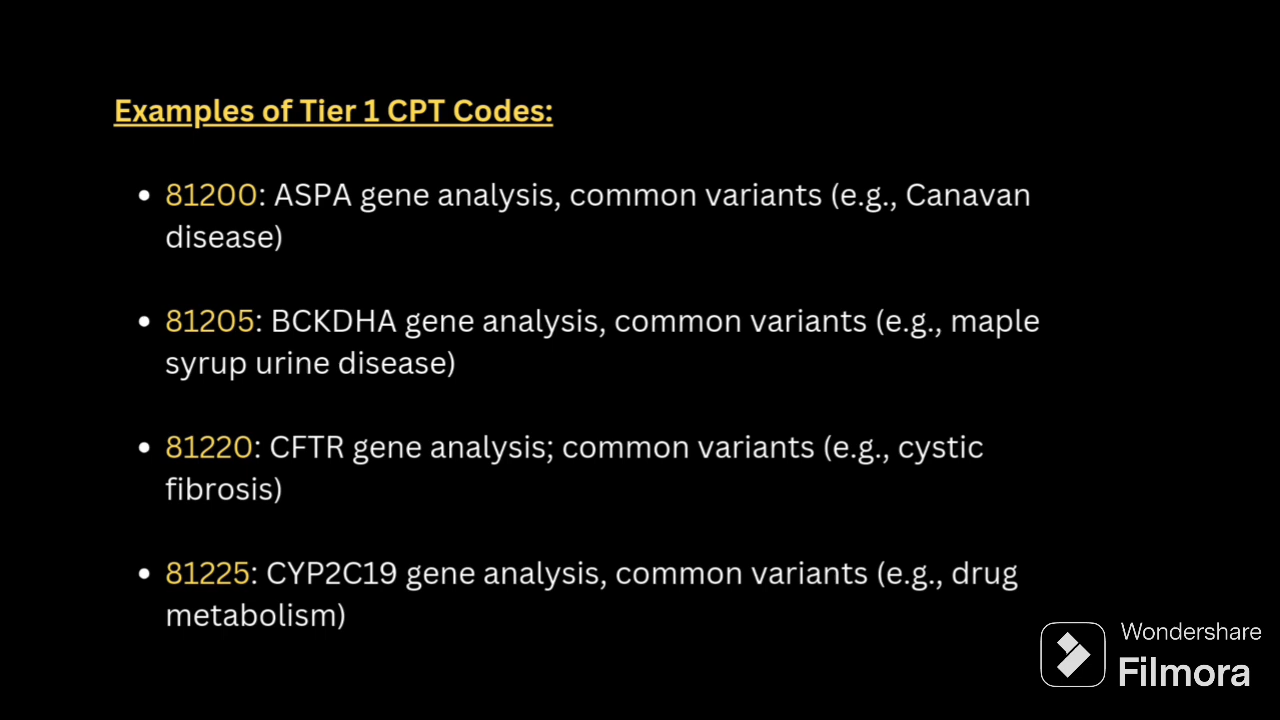 Examples of Tier 1 CPT Codes:
• 81200: ASPA gene analysis, common variants (e.g., Canavan
disease)
• 81205: BCKDHA gene analysis, common variants (e.g., maple
syrup urine disease)
• 81220: CFTR gene analysis; common variants (e.g., cystic
fibrosis)
• 81225: CYP2C19 gene analysis, common variants (e.g., drug
metabolism)
Wondershare
Filmora